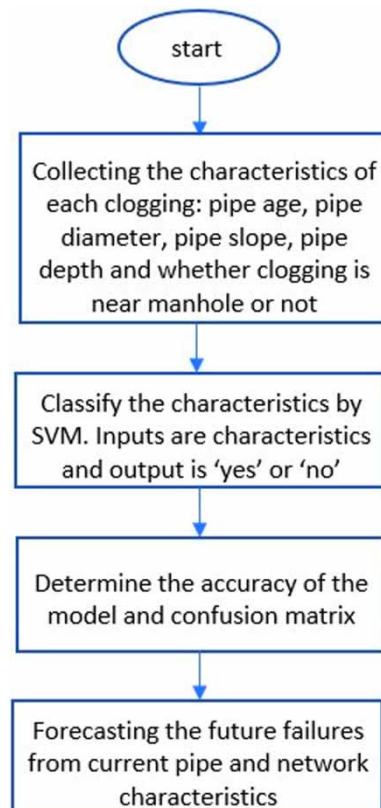 start
Collecting the characteristics of
each clogging: pipe age, pipe
diameter, pipe slope, pipe
depth and whether clogging is
near manhole or not
Classify the characteristics by
SVM. Inputs are characteristics
and output is ‘yes’ or ‘no’
Determine the accuracy of the
model and confusion matrix
Forecasting the future failures
from current pipe and network
characteristics